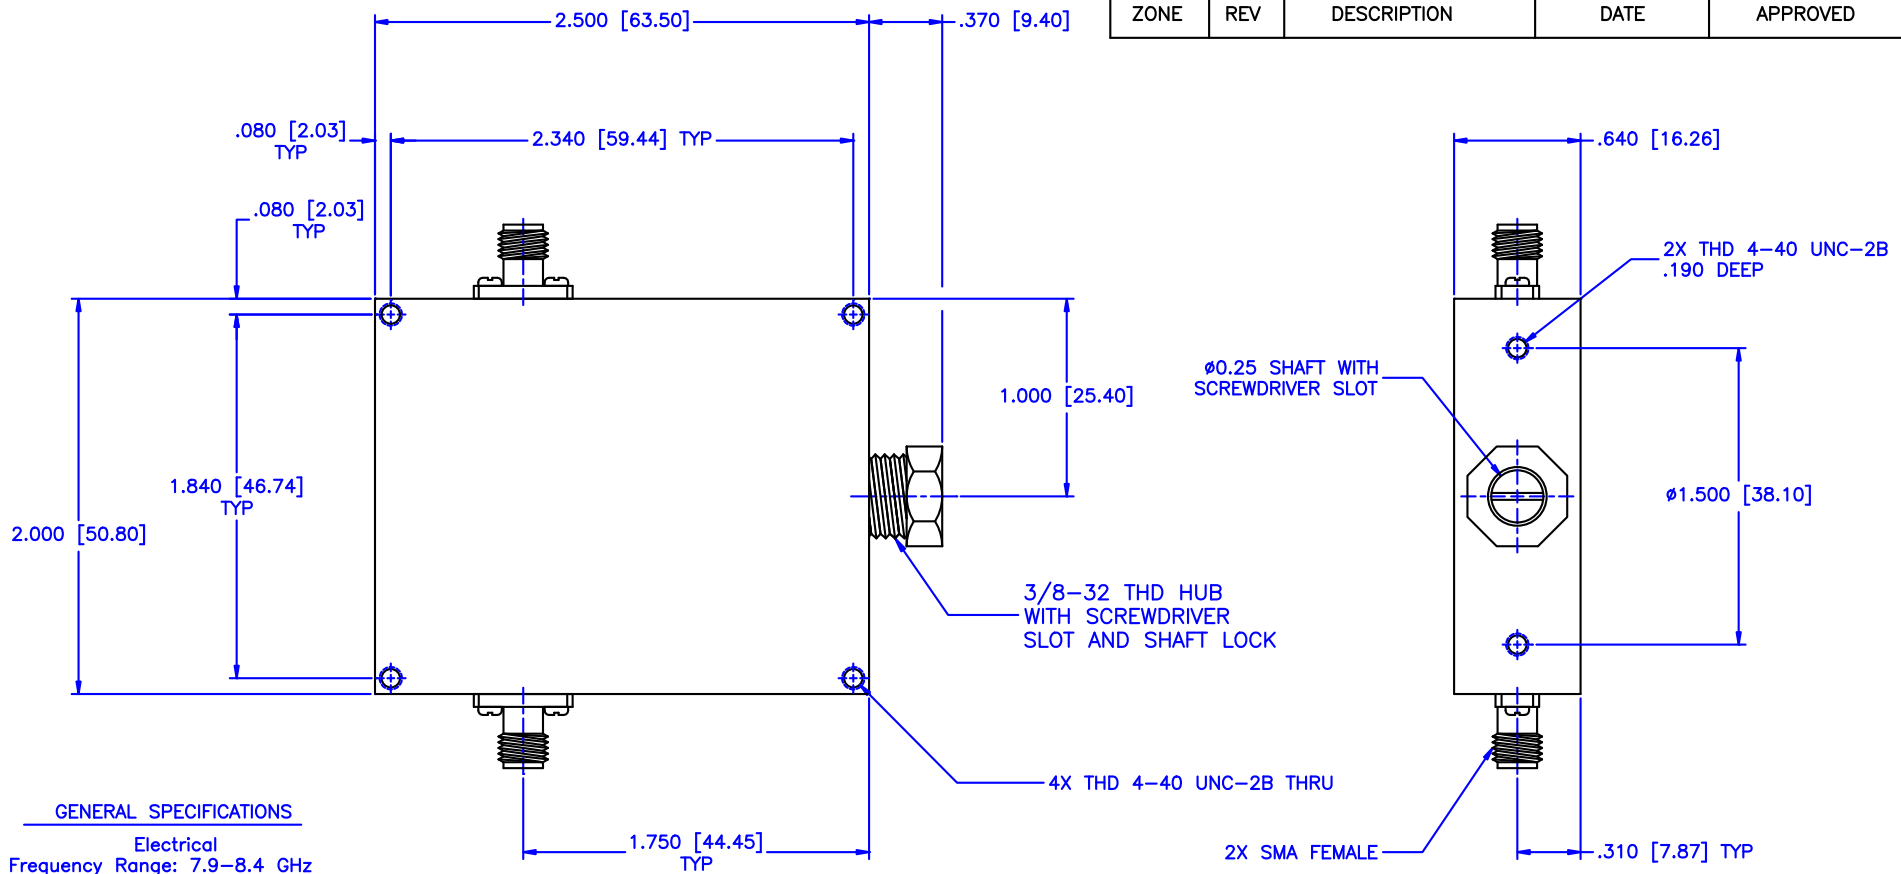 2.500 [63.50]
.370 [9.40]
ZONE REV DESCRIPTION DATE APPROVED
.080 [2.03]
TYP
2.340 [59.44] TYP
.640 [16.26]
.080 [2.03]
TYP
2X THD 4-40 UNC-2B
.190 DEEP
1.000 [25.40]
ø0.25 SHAFT WITH
SCREWDRIVER SLOT
1.840 [46.74]
TYP
2.000 [50.80]
ø1.500 [38.10]
3/8-32 THD HUB
WITH SCREWDRIVER
SLOT AND SHAFT LOCK
4X THD 4-40 UNC-2B THRU
GENERAL SPECIFICATIONS
Electrical
Frequency Range: 7.9-8.4 GHz
1.750 [44.45]
TYP
2X SMA FEMALE
.310 [7.87] TYP